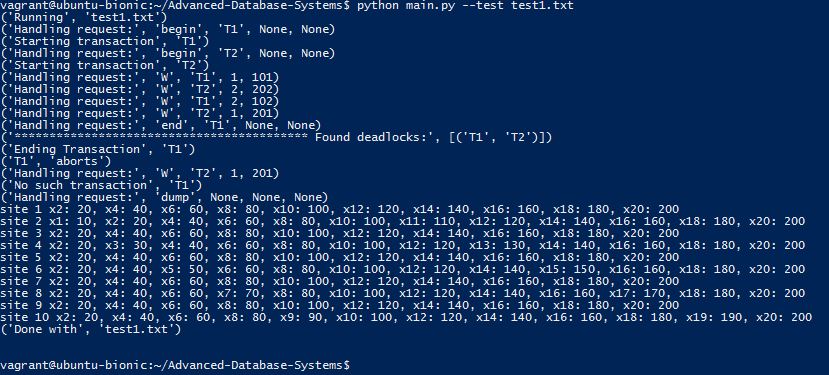 vagrant@ubuntu-bionic:~/Advanced-Database-Systems$ python main.py --test test1.txt
('Running', 'test1.txt')
('Handling request:', 'begin', 'T1', None, None)
('Starting transaction', 'T1')
('Handling request:', 'begin', 'T2', None, None)
('Starting transaction', 'T2')
('Handling request:', 'W', 'T1', 1, 101)
('Handling request:', 'W', 'T2', 2, 202)
('Handling request:', 'W', 'T1', 2, 102)
('Handling request:', 'W', 'T2', 1, 201)
('Handling request:', 'end', 'T1', None, None)
('****************************************** Found deadlocks:', [('T1', 'T2')])
('Ending Transaction', 'T1')
('T1', 'aborts')
('Handling request:', 'W', 'T2', 1, 201)
('No such transaction', 'T1')
('Handling request:', 'dump', None, None, None)
site 1 x2: 20, x4: 40, x6: 60, x8: 80, x10: 100, x12: 120, x14: 140, x16: 160, x18: 180, x20: 200
site 2 x1: 10, x2: 20, x4: 40, x6: 60, x8: 80, x10: 100, x11: 110, x12: 120, x14: 140, x16: 160, x18: 180, x20: 200
site 3 x2: 20, x4: 40, x6: 60, x8: 80, x10: 100, x12: 120, x14: 140, x16: 160, x18: 180, x20: 200
site 4 x2: 20, x3: 30, x4: 40, x6: 60, x8: 80, x10: 100, x12: 120, x13: 130, x14: 140, x16: 160, x18: 180, x20: 200
site 5 x2: 20, x4: 40, x6: 60, x8: 80, x10: 100, x12: 120, x14: 140, x16: 160, x18: 180, x20: 200
site 6 x2: 20, x4: 40, x5: 50, x6: 60, x8: 80, x10: 100, x12: 120, x14: 140, x15: 150, x16: 160, x18: 180, x20: 200
site 7 x2: 20, x4: 40, x6: 60, x8: 80, x10: 100, x12: 120, x14: 140, x16: 160, x18: 180, x20: 200
site 8 x2: 20, x4: 40, x6: 60, x7: 70, x8: 80, x10: 100, x12: 120, x14: 140, x16: 160, x17: 170, x18: 180, x20: 200
site 9 x2: 20, x4: 40, x6: 60, x8: 80, x10: 100, x12: 120, x14: 140, x16: 160, x18: 180, x20: 200
site 10 x2: 20, x4: 40, x6: 60, x8: 80, x9: 90, x10: 100, x12: 120, x14: 140, x16: 160, x18: 180, x19: 190, x20: 200
('Done with', 'test1.txt')
vagrant@ubuntu-bionic:~/Advanced-Database-Systems$